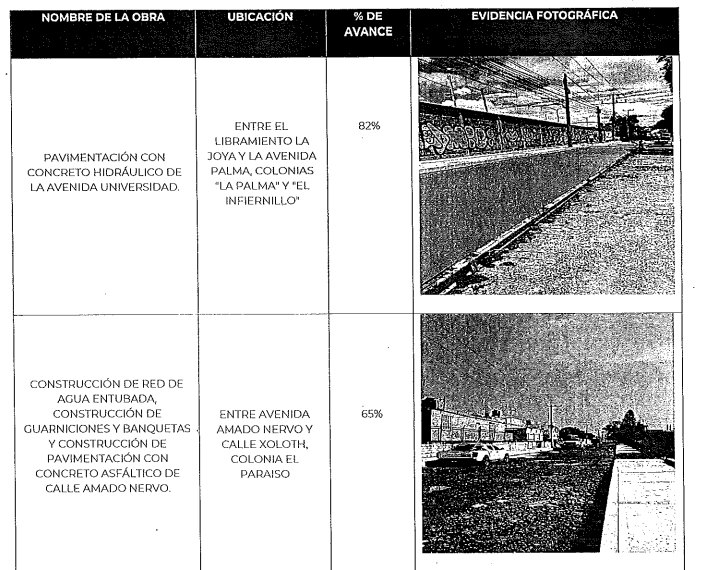 NOMBRE DE LA OBRA
UBICACIÓN
% DE
AVANCE
EVIDENCIA FOTOGRÁFICA
PAVIMENTACIÓN CON
CONCRETO HIDRÁULICO DE
LA AVENIDA UNIVERSIDAD.
ENTRE EL
LIBRAMIENTO LA
JOYA Y LA AVENIDA
PALMA, COLONIAS
"LA PALMA" Y "EL
INFIERNILLO"
82%
CONSTRUCCIÓN DE RED DE
AGUA ENTUBADA,
CONSTRUCCIÓN DE
GUARNICIONES Y BANQUETAS
Y CONSTRUCCIÓN DE
PAVIMENTACIÓN CON
CONCRETO ASFÁLTICO DE
CALLE AMADO NERVO.
ENTRE AVENIDA
AMADO NERVO Y
CALLE XOLOTH,
COLONIA EL
PARAISO
65%